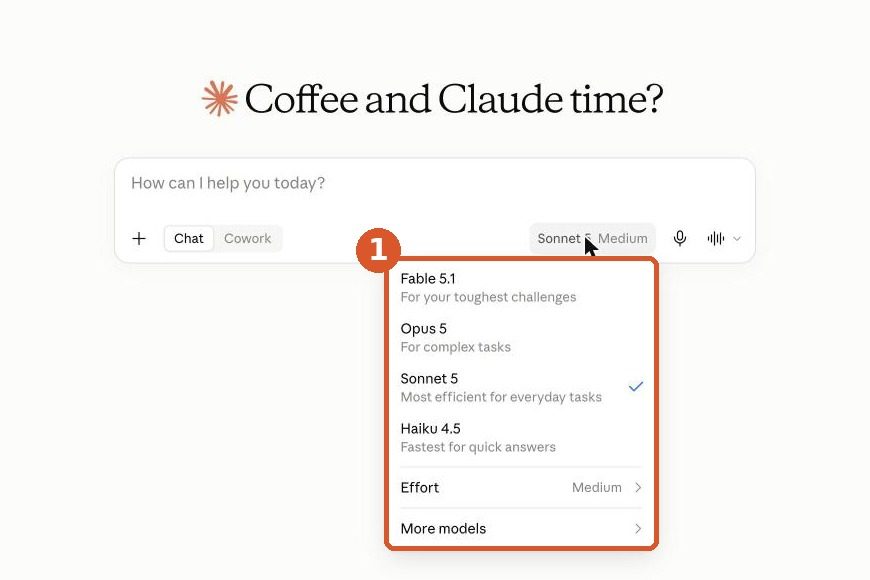 Coffee and Claude time?
How can I help you today?
Chat Cowork Sonnet 5 Medium
1
Fable 5.1
For your toughest challenges
Opus 5
For complex tasks
Sonnet 5
Most efficient for everyday tasks
Haiku 4.5
Fastest for quick answers
Effort Medium
More models